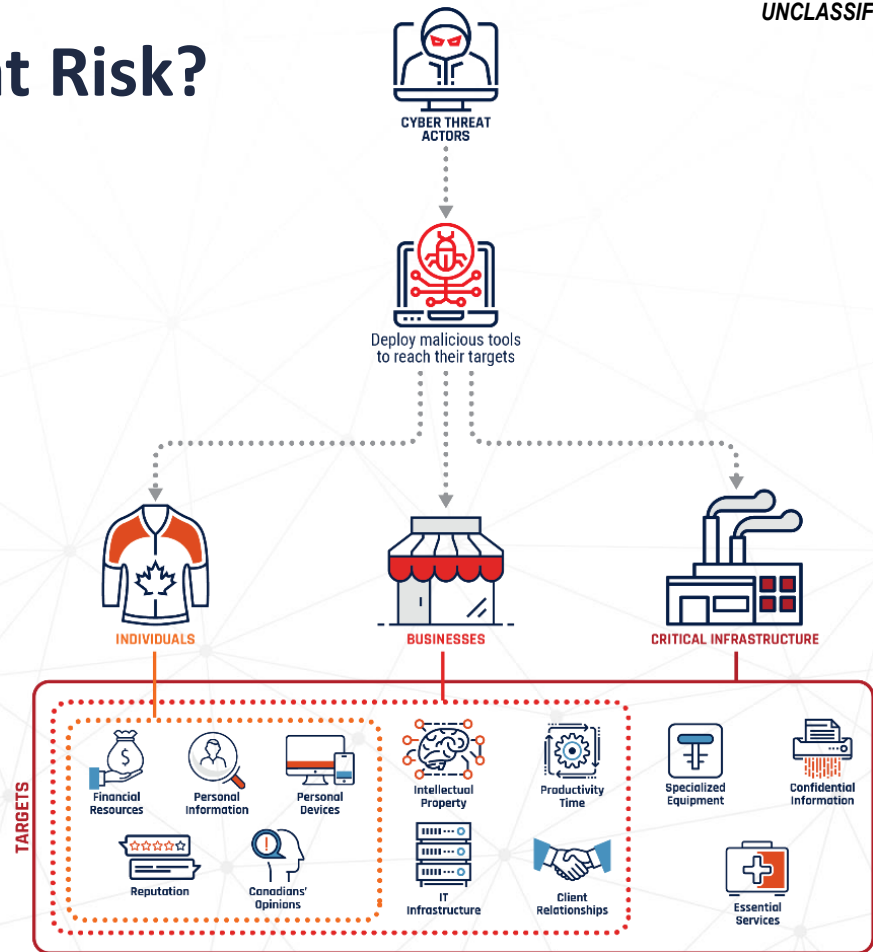 UNCLASSIF
t Risk?
CYBER THREAT
ACTORS
Deploy malicious tools
to reach their targets
INDIVIDUALS
BUSINESSES
CRITICAL INFRASTRUCTURE
TARGETS
Financial
Resources
Personal
Information
Personal
Devices
Intellectual
Property
Productivity
Time
Specialized
Equipment
Confidential
Information
Reputation
Canadians'
Opinions
IT
Infrastructure
Client
Relationships
Essential
Services